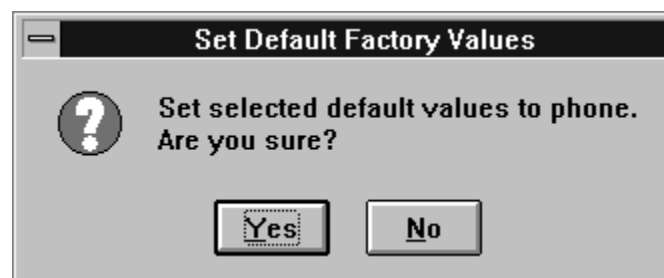 Set Default Factory Values
Set selected default values to phone.
Are you sure?
Yes No